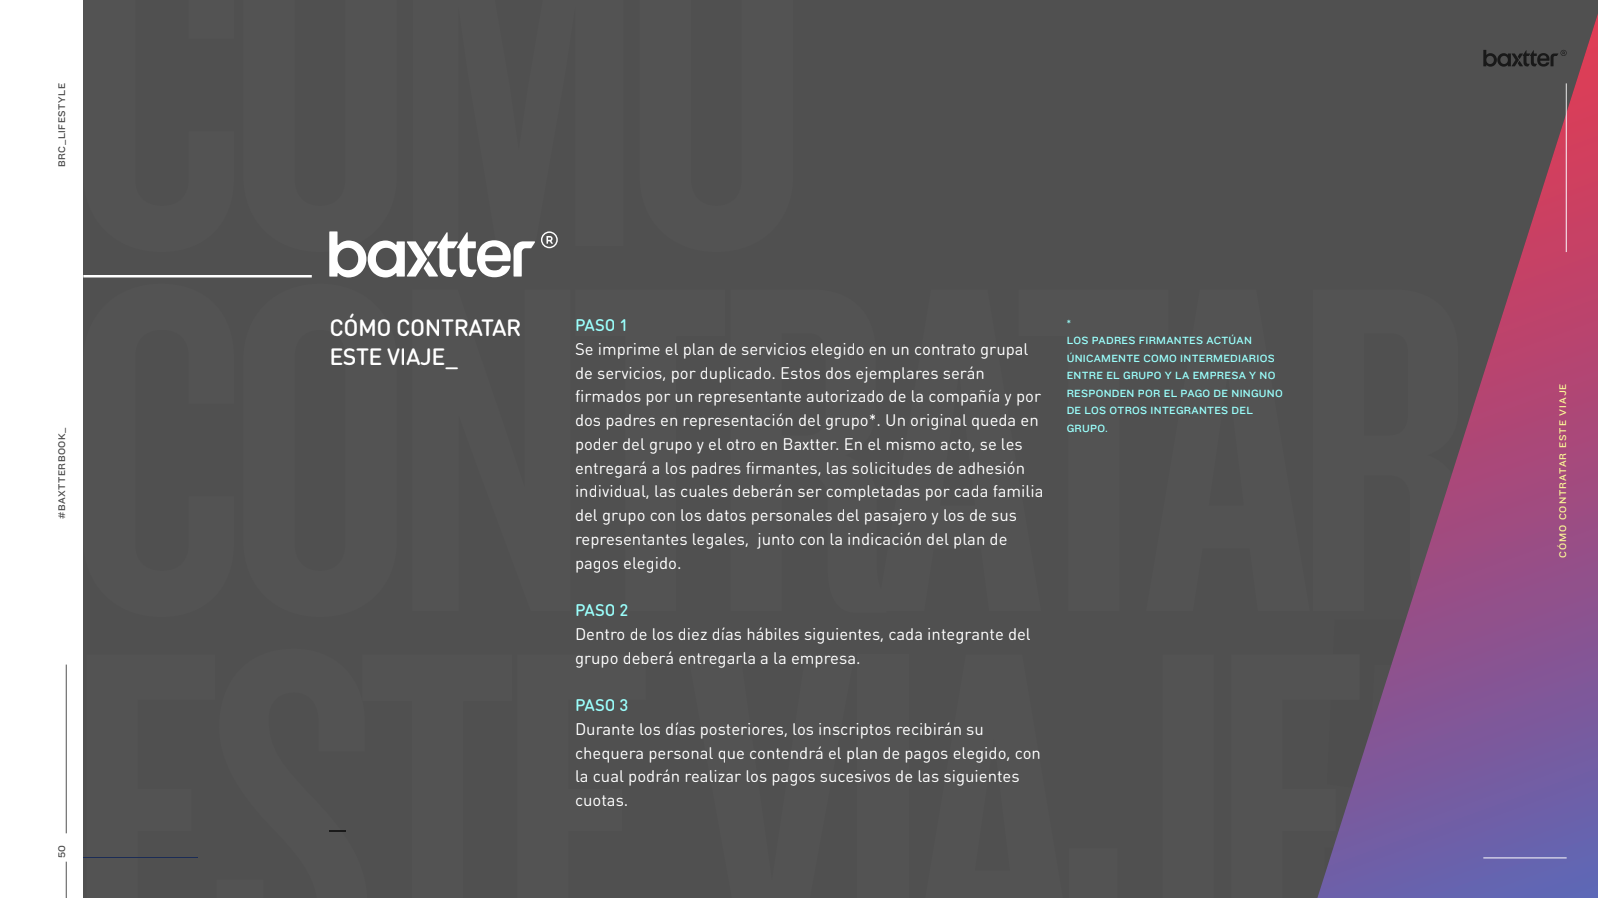 BRC_LIFESTYLE
#BAXTTERBOOK_
50
COMO
CONTRATAR
ESTE VIAJE
baxtter®
baxtter®
CÓMO CONTRATAR
ESTE VIAJE_
PASO 1
Se imprime el plan de servicios elegido en un contrato grupal
de servicios, por duplicado. Estos dos ejemplares serán
firmados por un representante autorizado de la compañía y por
dos padres en representación del grupo*. Un original queda en
poder del grupo y el otro en Baxtter. En el mismo acto, se les
entregará a los padres firmantes, las solicitudes de adhesión
individual, las cuales deberán ser completadas por cada familia
del grupo con los datos personales del pasajero y los de sus
representantes legales,  junto con la indicación del plan de
pagos elegido.
PASO 2
Dentro de los diez días hábiles siguientes, cada integrante del
grupo deberá entregarla a la empresa.
PASO 3
Durante los días posteriores, los inscriptos recibirán su
chequera personal que contendrá el plan de pagos elegido, con
la cual podrán realizar los pagos sucesivos de las siguientes
cuotas.
*
LOS PADRES FIRMANTES ACTÚAN
ÚNICAMENTE COMO INTERMEDIARIOS
ENTRE EL GRUPO Y LA EMPRESA Y NO
RESPONDEN POR EL PAGO DE NINGUNO
DE LOS OTROS INTEGRANTES DEL
GRUPO.
CÓMO CONTRATAR ESTE VIAJE